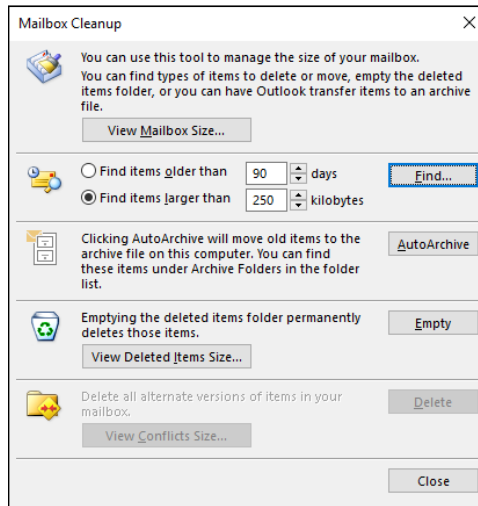 Mailbox Cleanup
You can use this tool to manage the size of your mailbox.
You can find types of items to delete or move, empty the deleted
items folder, or you can have Outlook transfer items to an archive
file.
View Mailbox Size...
Find items older than 90 days Find...
Find items larger than 250 kilobytes
Clicking AutoArchive will move old items to the AutoArchive
archive file on this computer. You can find
these items under Archive Folders in the folder
list.
Emptying the deleted items folder permanently Empty
deletes those items.
View Deleted Items Size...
Delete all alternate versions of items in your Delete
mailbox.
View Conflicts Size...
Close